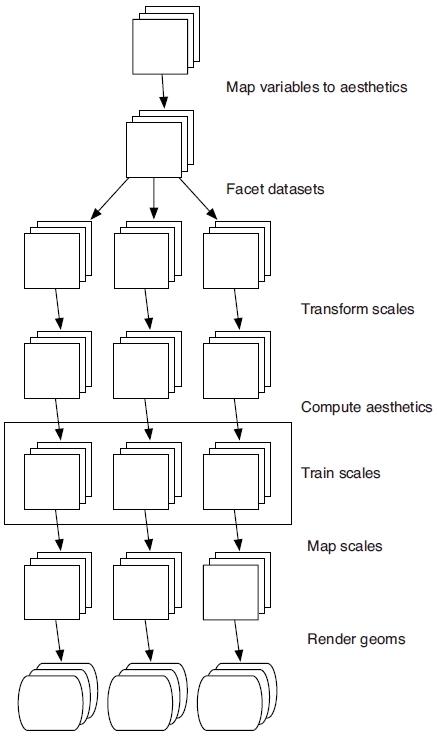 Map variables to aesthetics
Facet datasets
Transform scales
Compute aesthetics
Train scales
Map scales
Render geoms